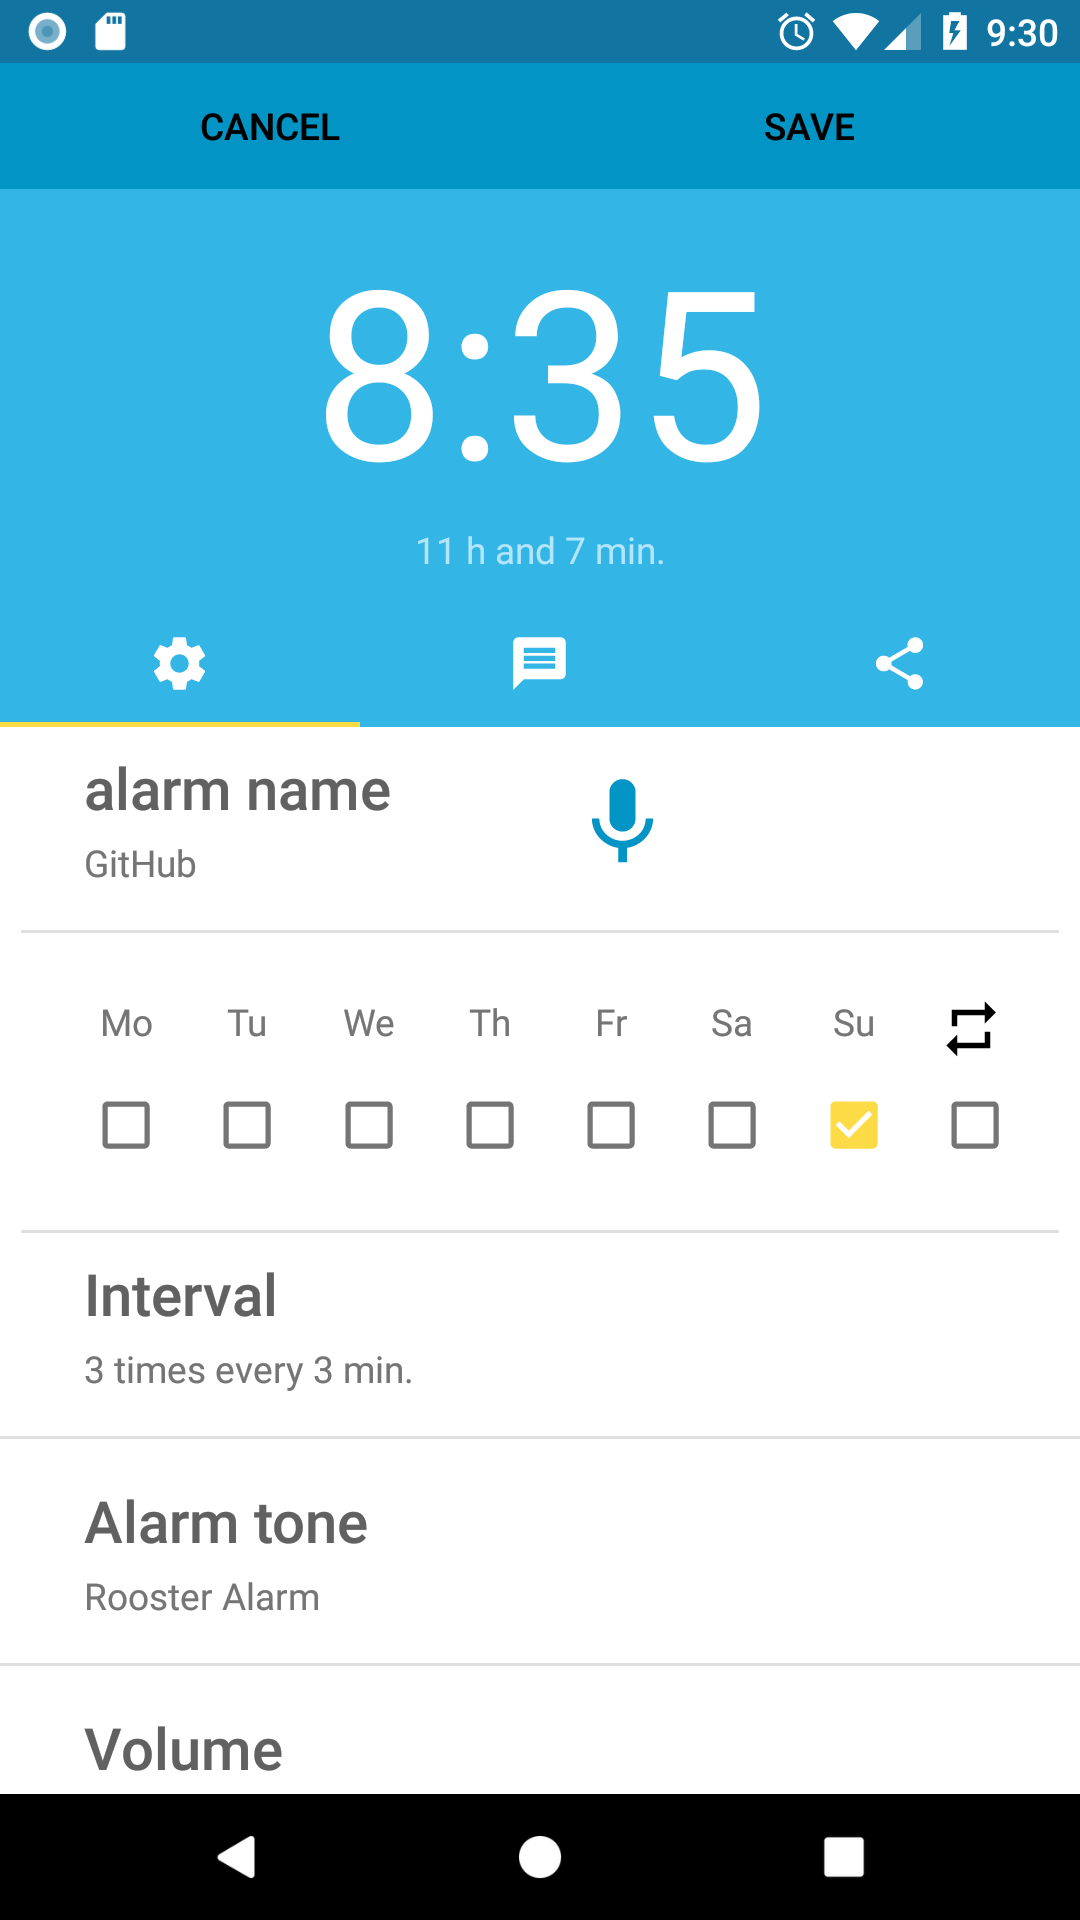 9:30
CANCEL SAVE
8:35
11 h and 7 min.
alarm name
GitHub
Mo Tu We Th Fr Sa Su
Interval
3 times every 3 min.
Alarm tone
Rooster Alarm
Volume